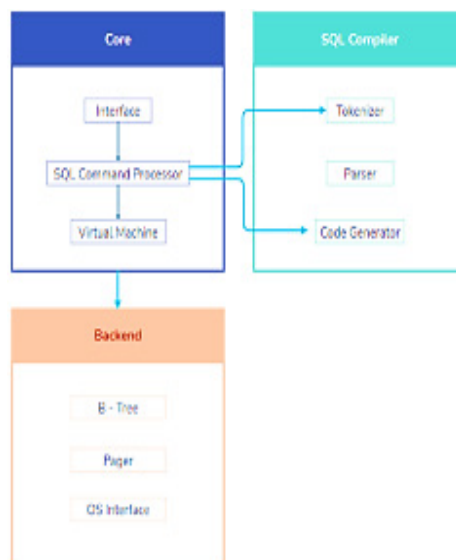 Core
Interface
SQL Command Processor
Virtual Machine
SQL Compiler
Tokenizer
Parser
Code Generator
Backend
B - Tree
Pager
OS Interface